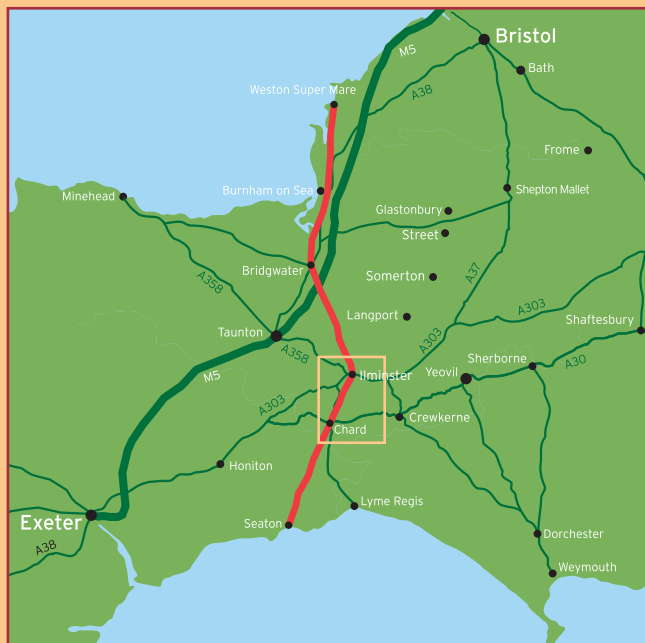 Bristol
M5
Bath
Weston Super Mare
A38
Frome
Minehead
Burnham on Sea
Shepton Mallet
Glastonbury
Street
Bridgwater
A358
Somerton
A37
A303
Langport
Shaftesbury
Taunton
A303
A358
Sherborne
A30
M5
Ilminster
Yeovil
A303
Crewkerne
Chard
Honiton
Lyme Regis
Exeter
Seaton
Dorchester
A38
Weymouth